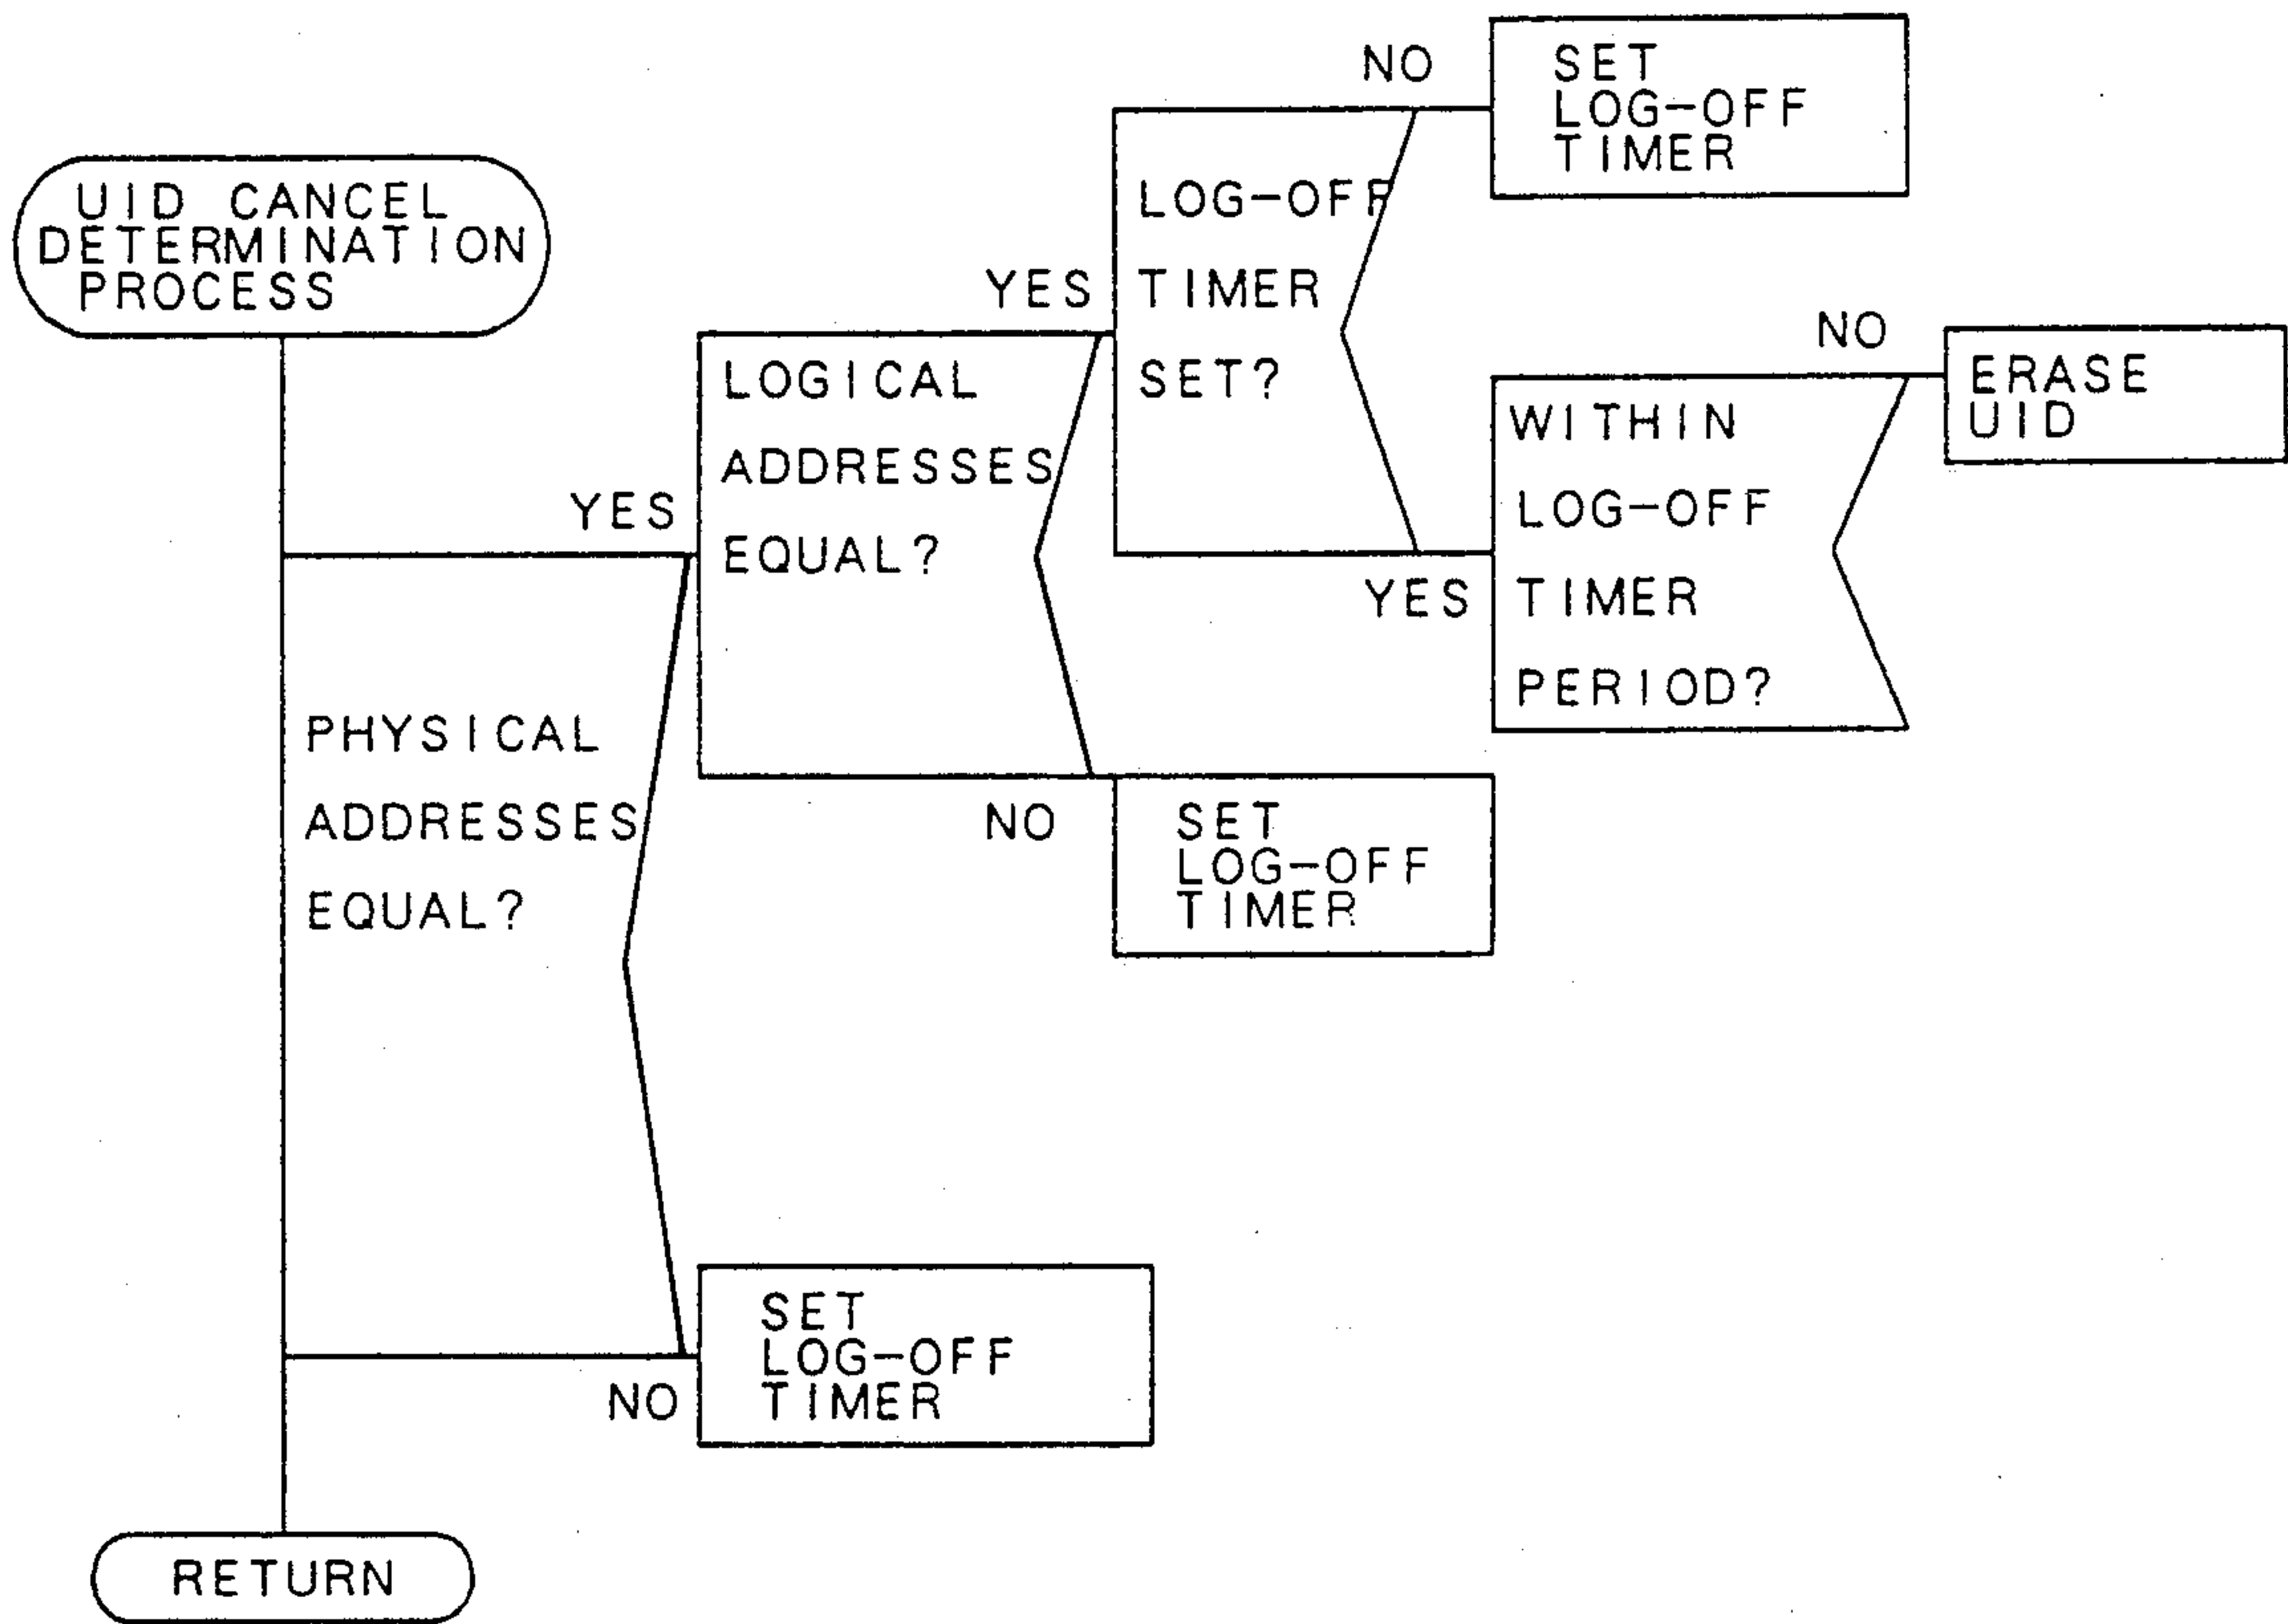 UID CANCEL
DETERMINATION
PROCESS
YES
PHYSICAL
ADDRESSES
EQUAL?
YES
LOGICAL
ADDRESSES
EQUAL?
NO
LOG-OFF
TIMER
SET?
SET
LOG-OFF
TIMER
YES
WITHIN
LOG-OFF
TIMER
PERIOD?
NO
ERASE
UID
NO
SET
LOG-OFF
TIMER
NO
SET
LOG-OFF
TIMER
RETURN